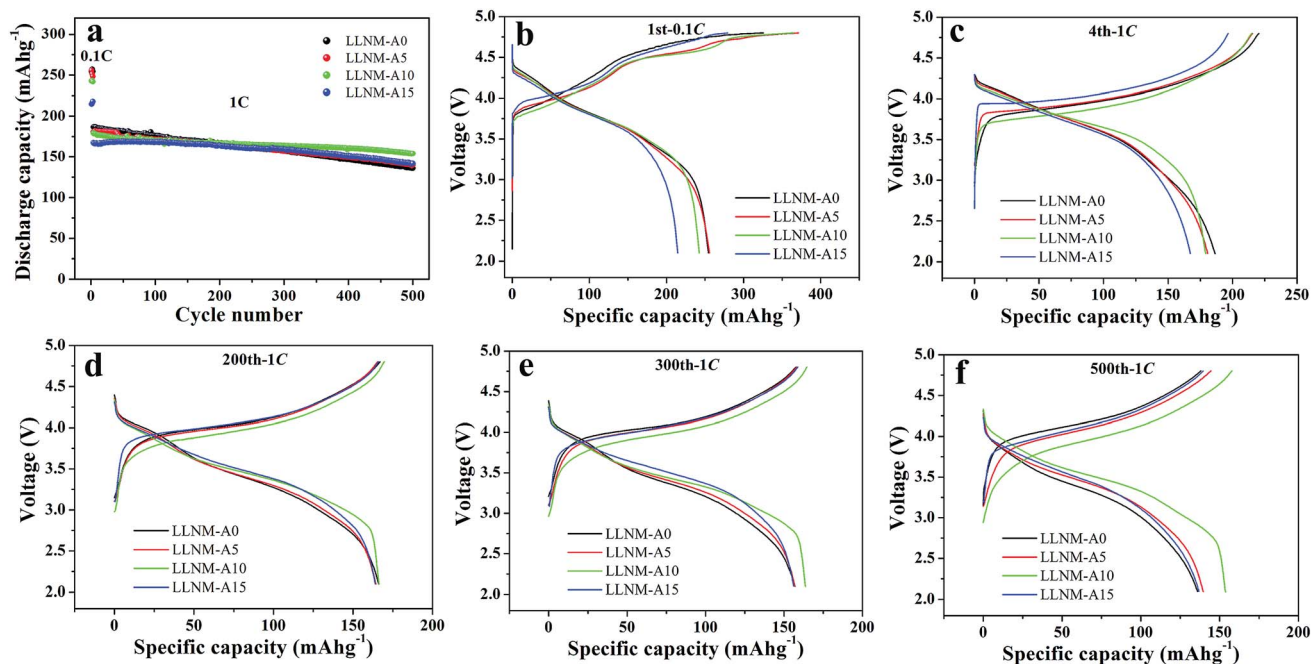 a
0.1C
1C
LLNM-A0
LLNM-A5
LLNM-A10
LLNM-A15
300
250
200
150
100
50
0
0 100 200 300 400 500
Discharge capacity (mAhg⁻¹)
Cycle number
b
1st-0.1C
5.0
4.5
4.0
3.5
3.0
2.5
2.0
0 100 200 300 400
Voltage (V)
Specific capacity (mAhg⁻¹)
LLNM-A0
LLNM-A5
LLNM-A10
LLNM-A15
c
4th-1C
5.0
4.5
4.0
3.5
3.0
2.5
2.0
0 50 100 150 200 250
Voltage (V)
Specific capacity (mAhg⁻¹)
LLNM-A0
LLNM-A5
LLNM-A10
LLNM-A15
d
200th-1C
5.0
4.5
4.0
3.5
3.0
2.5
2.0
0 50 100 150 200
Voltage (V)
Specific capacity (mAhg⁻¹)
LLNM-A0
LLNM-A5
LLNM-A10
LLNM-A15
e
300th-1C
5.0
4.5
4.0
3.5
3.0
2.5
2.0
0 50 100 150 200
Voltage (V)
Specific capacity (mAhg⁻¹)
LLNM-A0
LLNM-A5
LLNM-A10
LLNM-A15
f
500th-1C
5.0
4.5
4.0
3.5
3.0
2.5
2.0
0 50 100 150 200
Voltage (V)
Specific capacity (mAhg⁻¹)
LLNM-A0
LLNM-A5
LLNM-A10
LLNM-A15